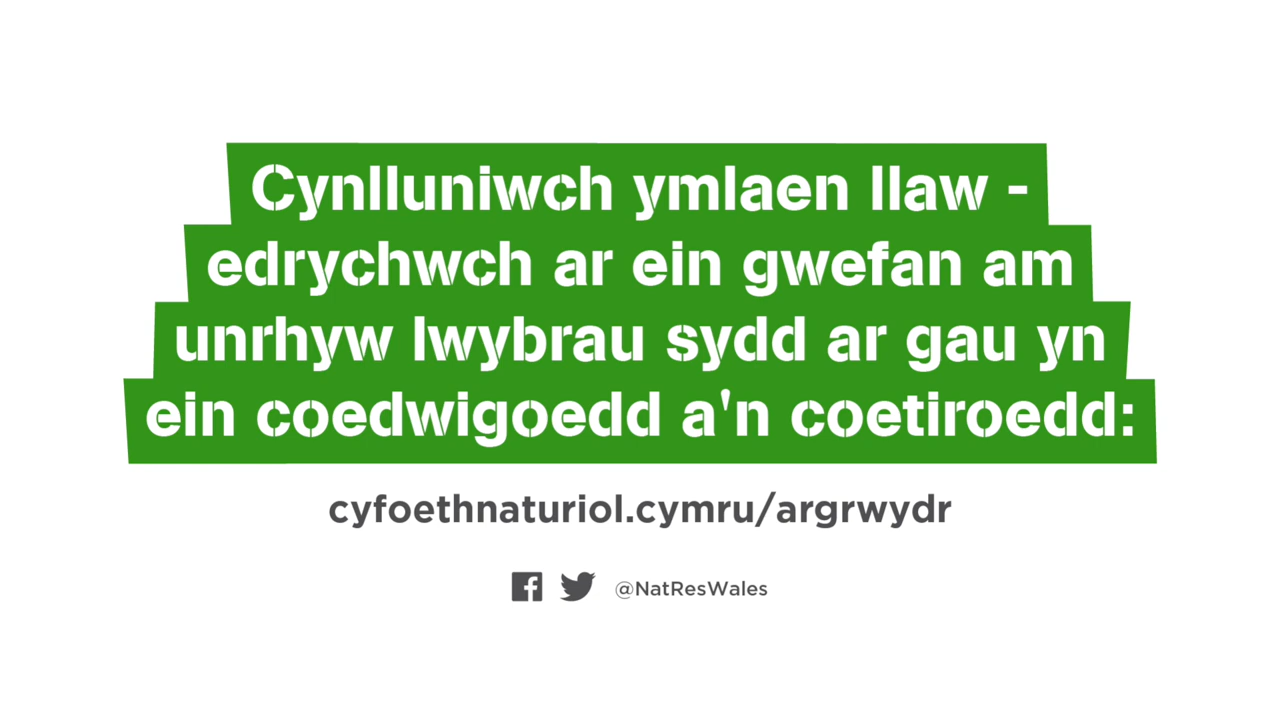 Cynlluniwch ymlaen llaw -
edrychwch ar ein gwefan am
unrhyw lwybrau sydd ar gau yn
ein coedwigoedd a'n coetiroedd:
cyfoethnaturiol.cymru/argrwydr
@NatResWales